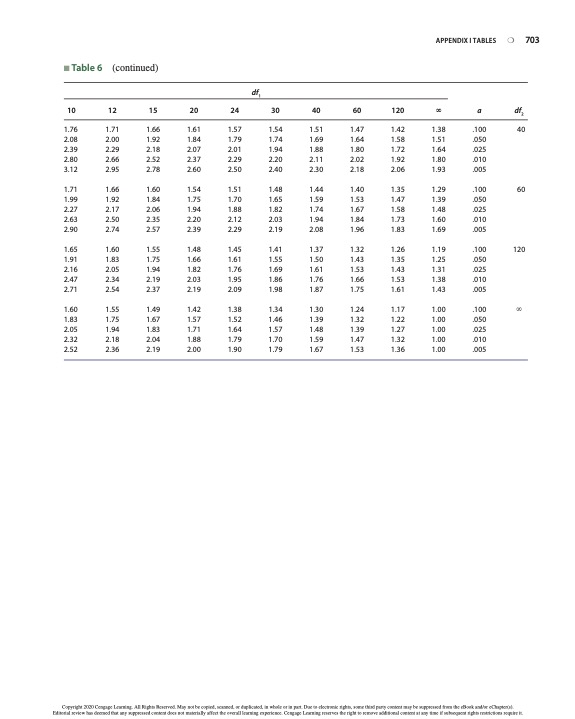 APPENDIX I TABLES ❍ 703
■ Table 6 (continued)
df₁
10 12 15 20 24 30 40 60 120 ∞ a df₂
1.76 1.71 1.66 1.61 1.57 1.54 1.51 1.47 1.42 1.38 .100 40
2.08 2.00 1.92 1.84 1.79 1.74 1.69 1.64 1.58 1.51 .050
2.39 2.29 2.18 2.07 2.01 1.94 1.88 1.80 1.72 1.64 .025
2.80 2.66 2.52 2.37 2.29 2.20 2.11 2.02 1.92 1.80 .010
3.12 2.95 2.78 2.60 2.50 2.40 2.30 2.18 2.06 1.93 .005
1.71 1.66 1.60 1.54 1.51 1.48 1.44 1.40 1.35 1.29 .100 60
1.99 1.92 1.84 1.75 1.70 1.65 1.59 1.53 1.47 1.39 .050
2.27 2.17 2.06 1.94 1.88 1.82 1.74 1.67 1.58 1.48 .025
2.63 2.50 2.35 2.20 2.12 2.03 1.94 1.84 1.73 1.60 .010
2.90 2.74 2.57 2.39 2.29 2.19 2.08 1.96 1.83 1.69 .005
1.65 1.60 1.55 1.48 1.45 1.41 1.37 1.32 1.26 1.19 .100 120
1.91 1.83 1.75 1.66 1.61 1.55 1.50 1.43 1.35 1.25 .050
2.16 2.05 1.94 1.82 1.76 1.69 1.61 1.53 1.43 1.31 .025
2.47 2.34 2.19 2.03 1.95 1.86 1.76 1.66 1.53 1.38 .010
2.71 2.54 2.37 2.19 2.09 1.98 1.87 1.75 1.61 1.43 .005
1.60 1.55 1.49 1.42 1.38 1.34 1.30 1.24 1.17 1.00 .100 ∞
1.83 1.75 1.67 1.57 1.52 1.46 1.39 1.32 1.22 1.00 .050
2.05 1.94 1.83 1.71 1.64 1.57 1.48 1.39 1.27 1.00 .025
2.32 2.18 2.04 1.88 1.79 1.70 1.59 1.47 1.32 1.00 .010
2.52 2.36 2.19 2.00 1.90 1.79 1.67 1.53 1.36 1.00 .005
Copyright 2020 Cengage Learning. All Rights Reserved. May not be copied, scanned, or duplicated, in whole or in part. Due to electronic rights, some third party content may be suppressed from the eBook and/or eChapter(s).
Editorial review has deemed that any suppressed content does not materially affect the overall learning experience. Cengage Learning reserves the right to remove additional content at any time if subsequent rights restrictions require it.